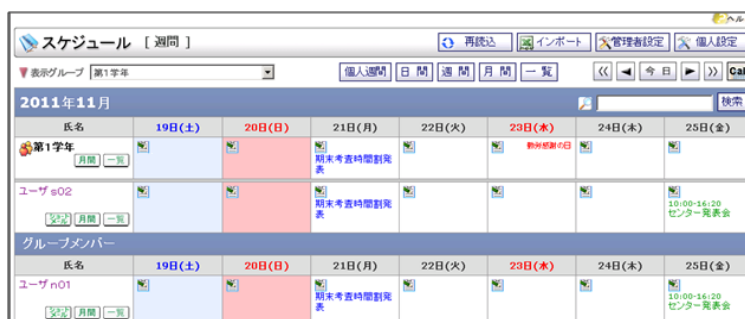 ヘル
スケジュール [ 週間 ]
再読込 インポート 管理者設定 個人設定
▼表示グループ 第1学年
個人週間 日 間 週 間 月 間 一 覧
今 日 Cal
2011年11月
検索
氏名 19日(土) 20日(日) 21日(月) 22日(火) 23日(水) 24日(木) 25日(金)
第1学年
月間 一覧
期末考査時間割発
表
勤労感謝の日
ユーザs02
月間 一覧
期末考査時間割発
表
10:00-16:20
センター発表会
グループメンバー
氏名 19日(土) 20日(日) 21日(月) 22日(火) 23日(水) 24日(木) 25日(金)
ユーザn01
月間 一覧
期末考査時間割発
表
10:00-16:20
センター発表会